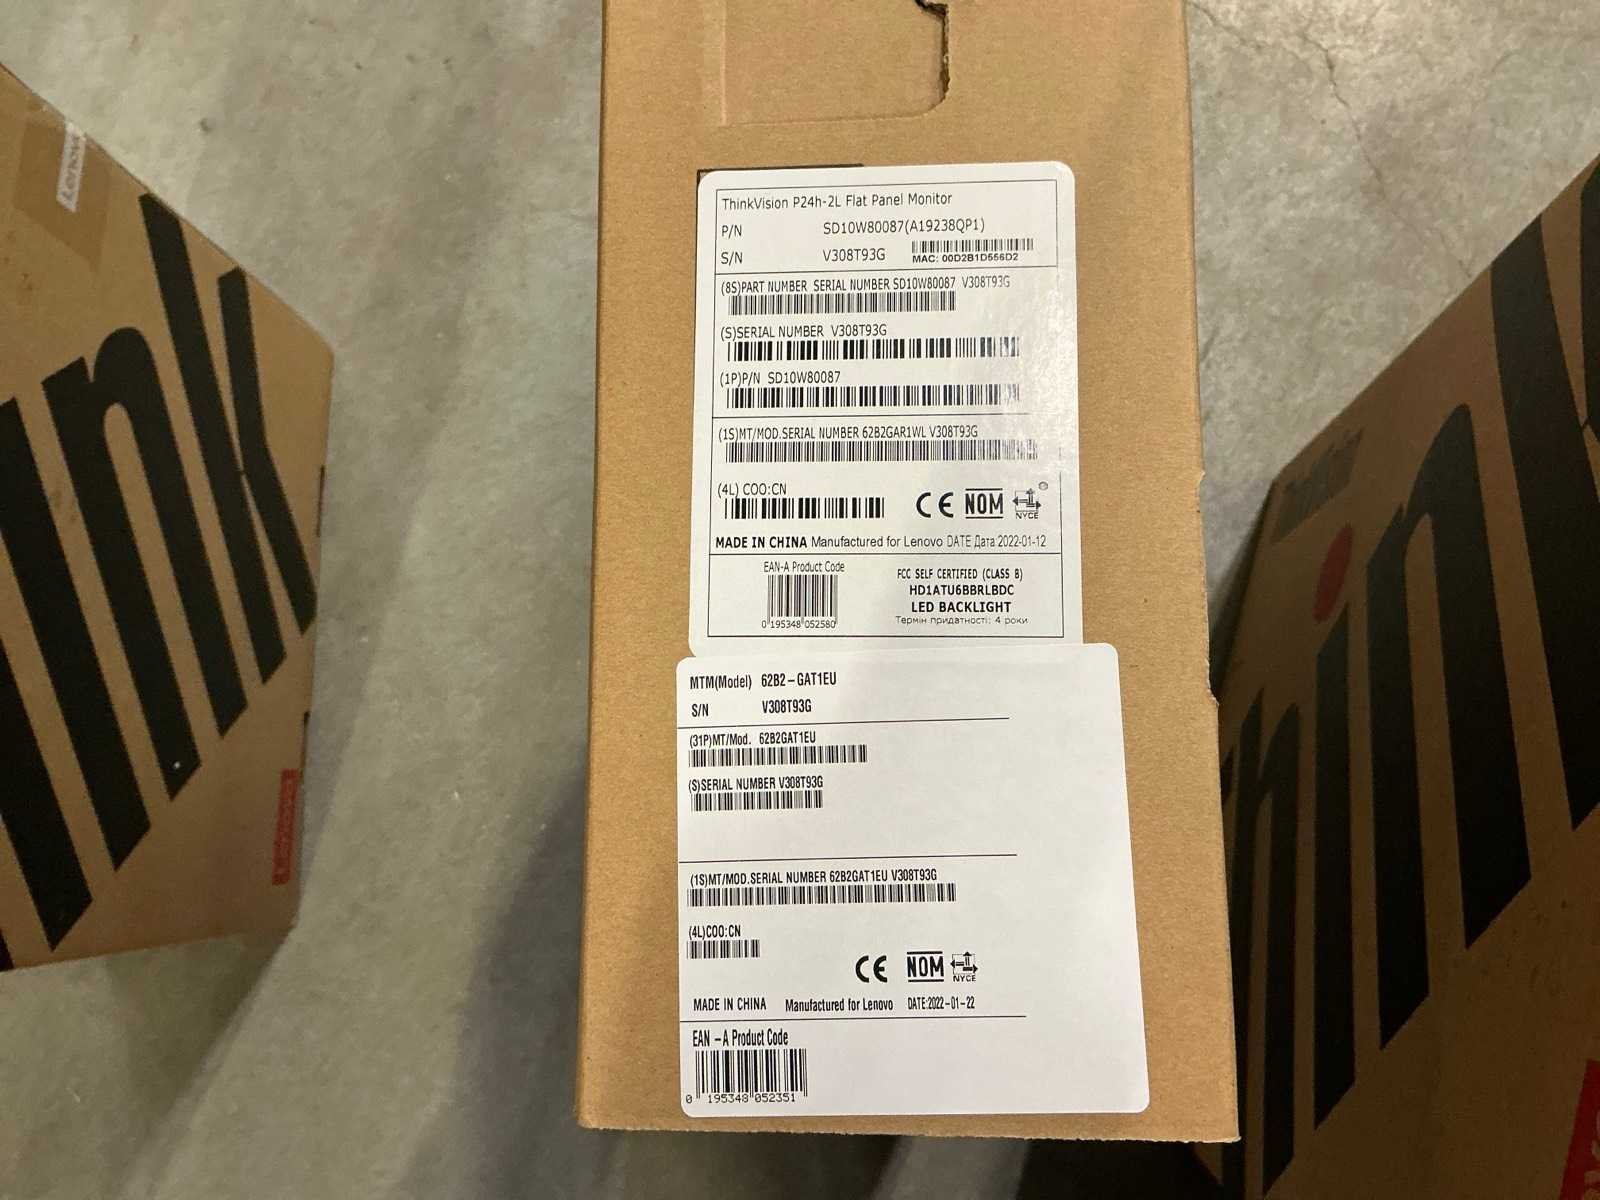 Lenovo
ink
Lenovo
ThinkVision P24h-2L Flat Panel Monitor
P/N SD10W80087(A19238QP1)
S/N V308T93G MAC: 00D2B1D556D2
(8S)PART NUMBER SERIAL NUMBER SD10W80087 V308T93G
(S)SERIAL NUMBER V308T93G
(1P)P/N SD10W80087
(1S)MT/MOD.SERIAL NUMBER 62B2GAR1WL V308T93G
(4L) COO:CN
CE NOM NYCE
MADE IN CHINA Manufactured for Lenovo DATE Дата 2022-01-12
EAN-A Product Code
0 195348 052580
FCC SELF CERTIFIED (CLASS B)
HD1ATU6BBRLBDC
LED BACKLIGHT
Термін придатності: 4 роки
MTM(Model) 62B2-GAT1EU
S/N V308T93G
(31P)MT/Mod. 62B2GAT1EU
(S)SERIAL NUMBER V308T93G
(1S)MT/MOD.SERIAL NUMBER 62B2GAT1EU V308T93G
(4L)COO:CN
CE NOM NYCE
MADE IN CHINA Manufactured for Lenovo DATE:2022-01-22
EAN -A Product Code
0 195348 052351